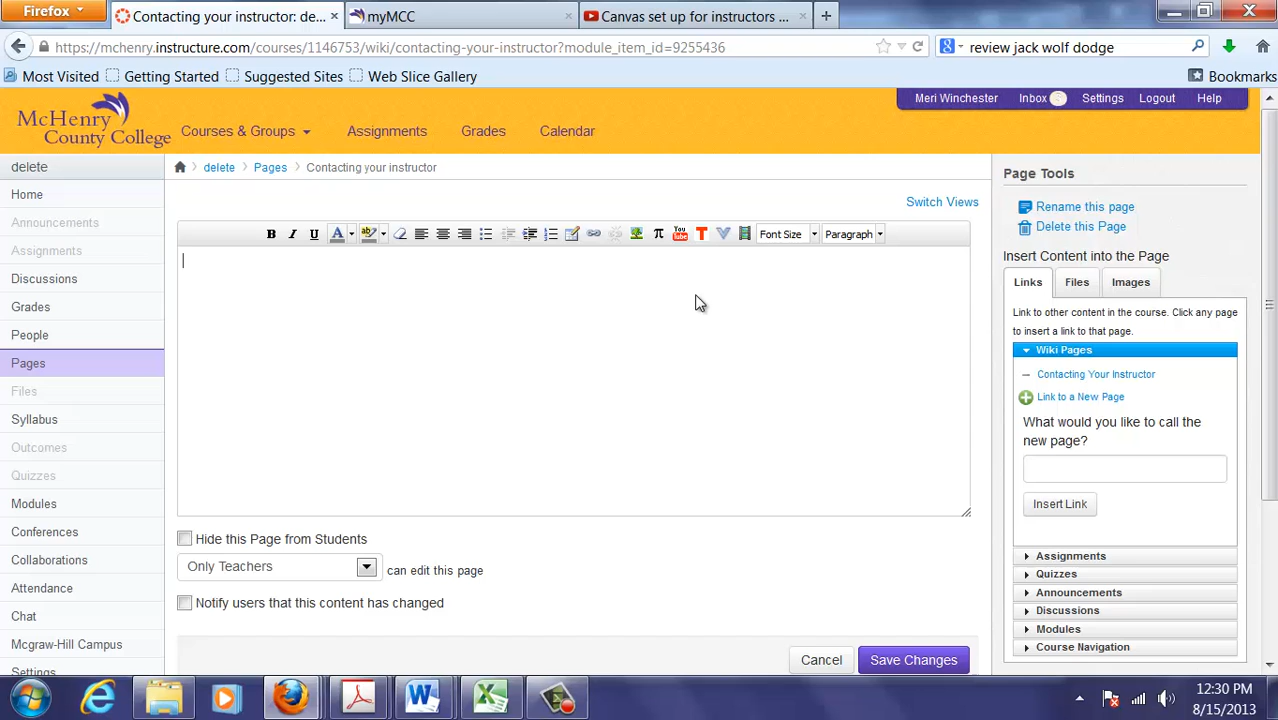 Firefox
Contacting your instructor: de...
myMCC
Canvas set up for instructors ...
https://mchenry.instructure.com/courses/1146753/wiki/contacting-your-instructor?module_item_id=9255436
review jack wolf dodge
Most Visited
Getting Started
Suggested Sites
Web Slice Gallery
Bookmarks
McHenry
County College
Courses & Groups
Assignments
Grades
Calendar
Meri Winchester
Inbox
Settings
Logout
Help
delete
Home
Announcements
Assignments
Discussions
Grades
People
Pages
Files
Syllabus
Outcomes
Quizzes
Modules
Conferences
Collaborations
Attendance
Chat
Mcgraw-Hill Campus
Settings
delete
Pages
Contacting your instructor
Switch Views
B I U A ab π You Tube T Font Size Paragraph
Hide this Page from Students
Only Teachers can edit this page
Notify users that this content has changed
Cancel
Save Changes
Page Tools
Rename this page
Delete this Page
Insert Content into the Page
Links
Files
Images
Link to other content in the course. Click any page
to insert a link to that page.
Wiki Pages
Contacting Your Instructor
Link to a New Page
What would you like to call the
new page?
Insert Link
Assignments
Quizzes
Announcements
Discussions
Modules
Course Navigation
12:30 PM
8/15/2013